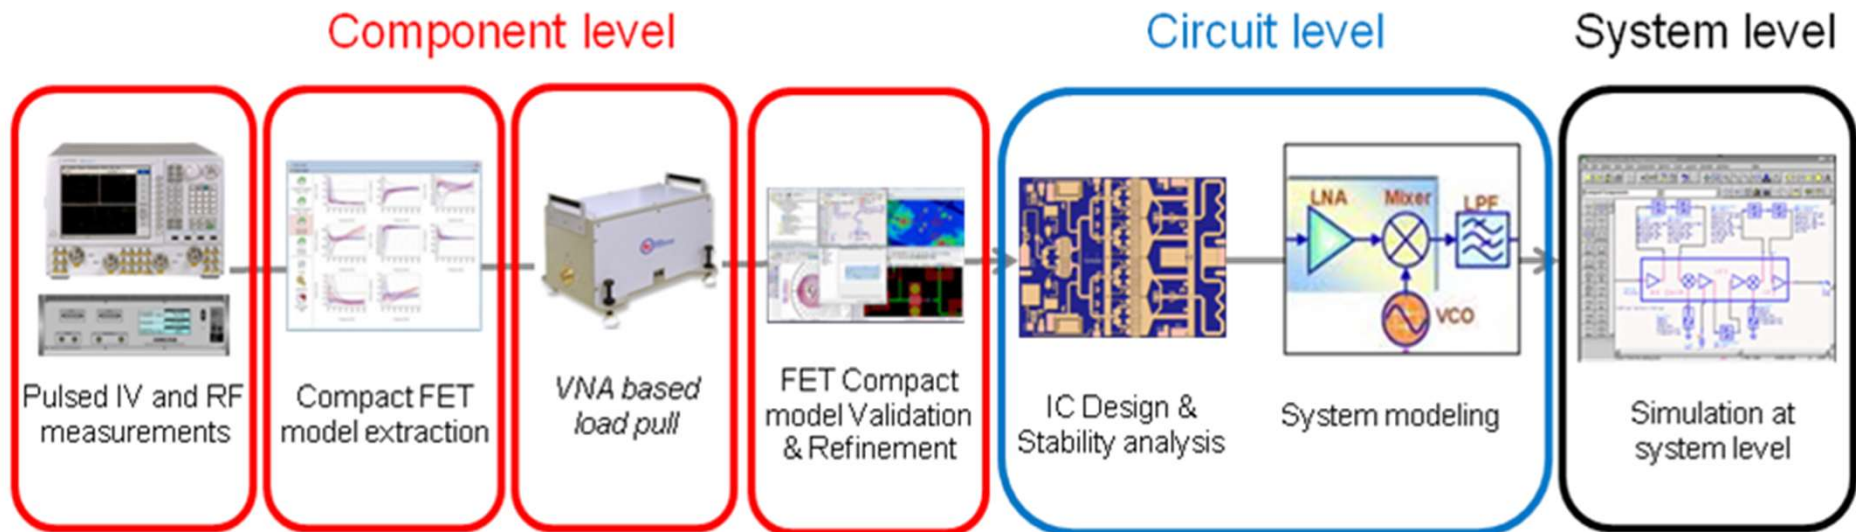 Component level
Circuit level
System level
Pulsed IV and RF
measurements
Compact FET
model extraction
VNA based
load pull
FET Compact
model Validation
& Refinement
LNA
Mixer
LPF
VCO
IC Design &
Stability analysis
System modeling
Simulation at
system level